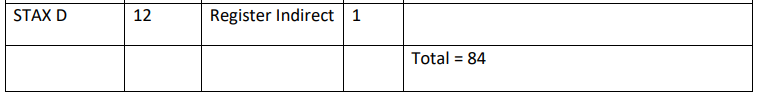 STAX D 12 Register Indirect 1
Total = 84